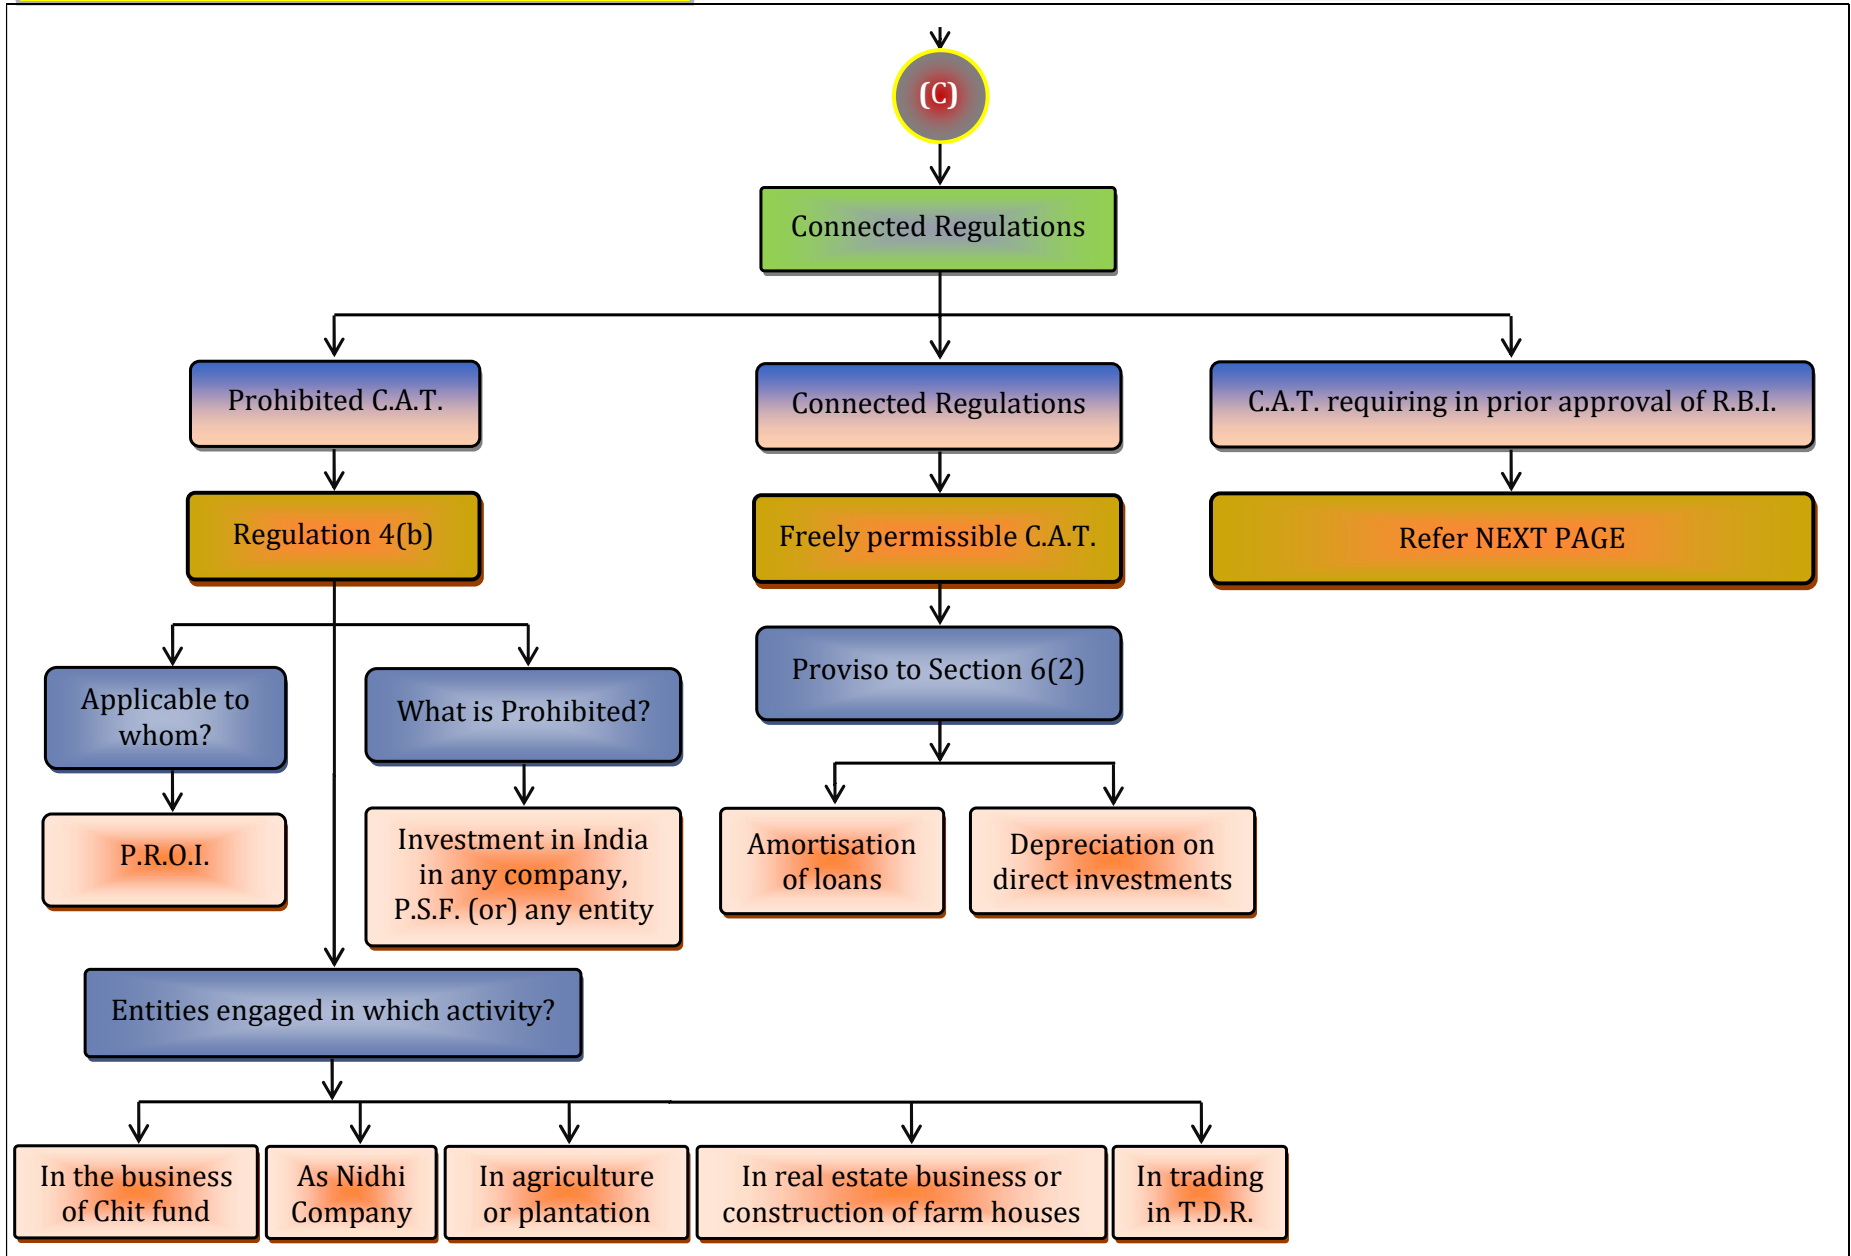 (C)
Connected Regulations
Prohibited C.A.T.
Connected Regulations
C.A.T. requiring in prior approval of R.B.I.
Regulation 4(b)
Freely permissible C.A.T.
Refer NEXT PAGE
Applicable to
whom?
What is Prohibited?
Proviso to Section 6(2)
P.R.O.I.
Investment in India
in any company,
P.S.F. (or) any entity
Amortisation
of loans
Depreciation on
direct investments
Entities engaged in which activity?
In the business
of Chit fund
As Nidhi
Company
In agriculture
or plantation
In real estate business or
construction of farm houses
In trading
in T.D.R.